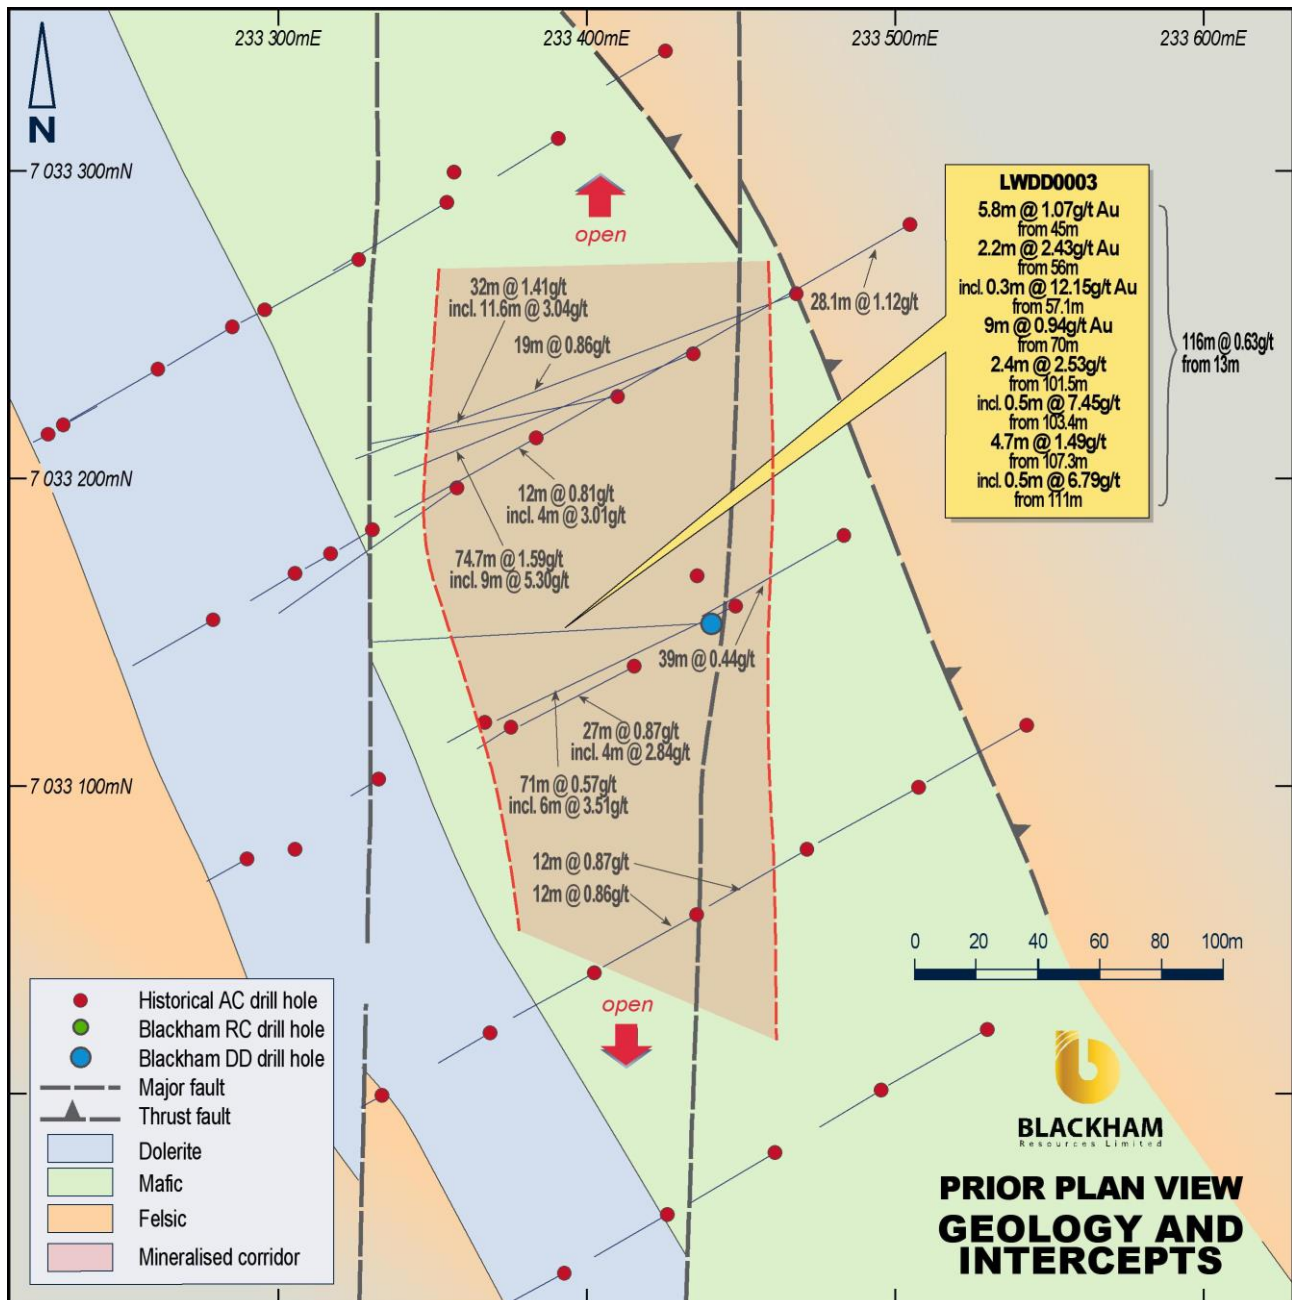 233 300mE
233 400mE
233 500mE
233 600mE
N
7 033 300mN
7 033 200mN
7 033 100mN
open
32m @ 1.41g/t
incl. 11.6m @ 3.04g/t
19m @ 0.86g/t
28.1m @ 1.12g/t
LWDD0003
5.8m @ 1.07g/t Au
from 45m
2.2m @ 2.43g/t Au
from 56m
incl. 0.3m @ 12.15g/t Au
from 57.1m
9m @ 0.94g/t Au
from 70m
2.4m @ 2.53g/t
from 101.5m
incl. 0.5m @ 7.45g/t
from 103.4m
4.7m @ 1.49g/t
from 107.3m
incl. 0.5m @ 6.79g/t
from 111m
116m @ 0.63g/t
from 13m
12m @ 0.81g/t
incl. 4m @ 3.01g/t
74.7m @ 1.59g/t
incl. 9m @ 5.30g/t
39m @ 0.44g/t
27m @ 0.87g/t
incl. 4m @ 2.84g/t
71m @ 0.57g/t
incl. 6m @ 3.51g/t
12m @ 0.87g/t
12m @ 0.86g/t
open
0 20 40 60 80 100m
Historical AC drill hole
Blackham RC drill hole
Blackham DD drill hole
Major fault
Thrust fault
Dolerite
Mafic
Felsic
Mineralised corridor
BLACKHAM
Resources Limited
PRIOR PLAN VIEW
GEOLOGY AND
INTERCEPTS